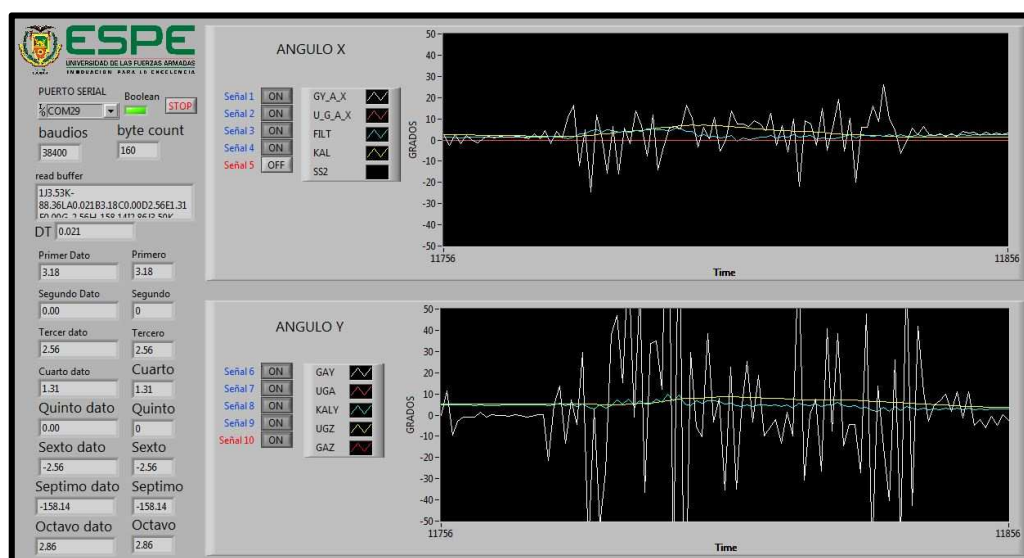 ESPE
UNIVERSIDAD DE LAS FUERZAS ARMADAS
INNOVACIÓN PARA LA EXCELENCIA
PUERTO SERIAL
Boolean
COM29
STOP
baudios
byte count
38400
160
read buffer
1J3.53K-
88.36LA0.021B3.18C0.00D2.56E1.31
F0.00G-2.56H-158.14I2.86J3.50K
DT 0.021
Primer Dato
Primero
3.18
3.18
Segundo Dato
Segundo
0.00
0
Tercer dato
Tercero
2.56
2.56
Cuarto dato
Cuarto
1.31
1.31
Quinto dato
Quinto
0.00
0
Sexto dato
Sexto
-2.56
-2.56
Septimo dato
Septimo
-158.14
-158.14
Octavo dato
Octavo
2.86
2.86
ANGULO X
Señal 1 ON
Señal 2 ON
Señal 3 ON
Señal 4 ON
Señal 5 OFF
GY_A_X
U_G_A_X
FILT
KAL
SS2
GRADOS
50
40
30
20
10
0
-10
-20
-30
-40
-50
11756
11856
Time
ANGULO Y
Señal 6 ON
Señal 7 ON
Señal 8 ON
Señal 9 ON
Señal 10 ON
GAY
UGA
KALY
UGZ
GAZ
GRADOS
50
40
30
20
10
0
-10
-20
-30
-40
-50
11756
11856
Time